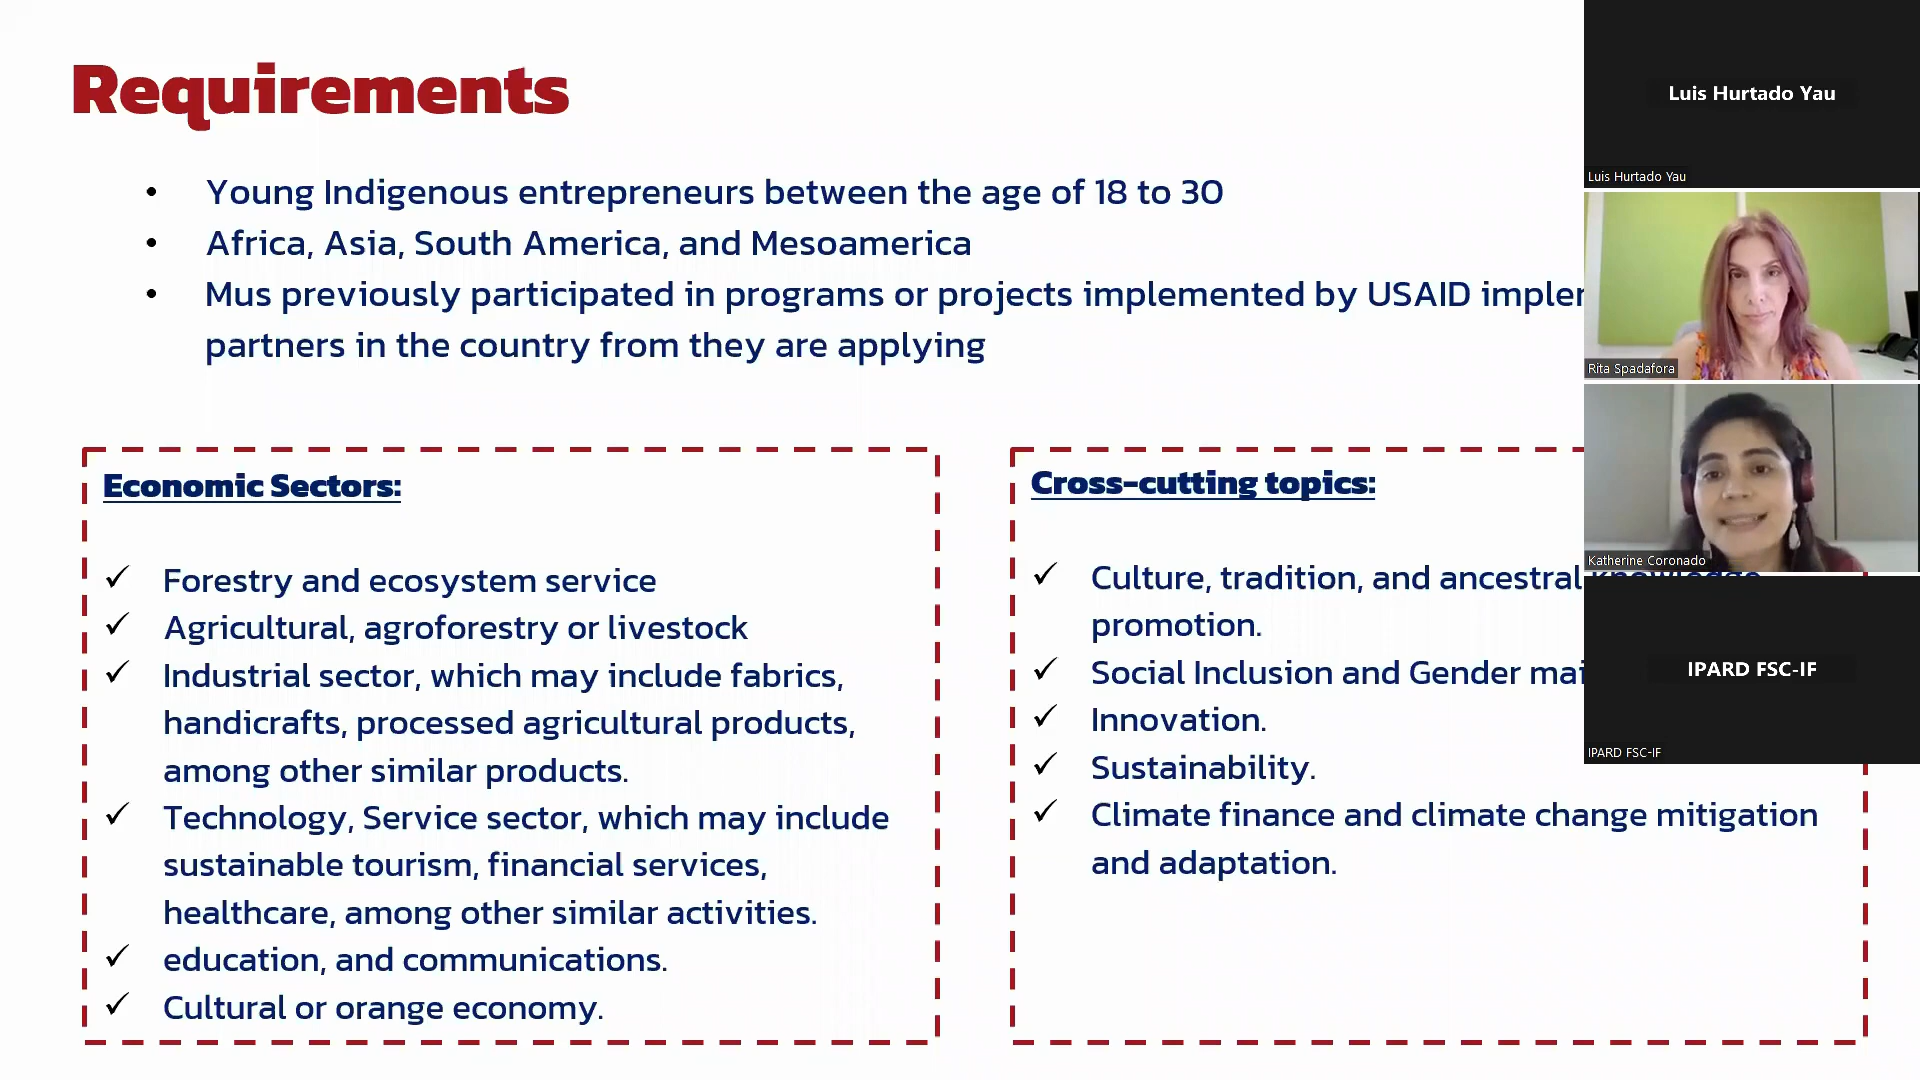 Requirements
• Young Indigenous entrepreneurs between the age of 18 to 30
• Africa, Asia, South America, and Mesoamerica
• Mus previously participated in programs or projects implemented by USAID
partners in the country from they are applying
Economic Sectors:
✓ Forestry and ecosystem service
✓ Agricultural, agroforestry or livestock
✓ Industrial sector, which may include fabrics,
handicrafts, processed agricultural products,
among other similar products.
✓ Technology, Service sector, which may include
sustainable tourism, financial services,
healthcare, among other similar activities.
✓ education, and communications.
✓ Cultural or orange economy.
Cross-cutting topics:
✓ Culture, tradition, and ancestral knowledge
promotion.
✓ Social Inclusion and Gender
✓ Innovation.
✓ Sustainability.
✓ Climate finance and climate change mitigation
and adaptation.
Luis Hurtado Yau
Luis Hurtado Yau
Rita Spadafora
Katherine Coronado
IPARD FSC-IF
IPARD FSC-IF